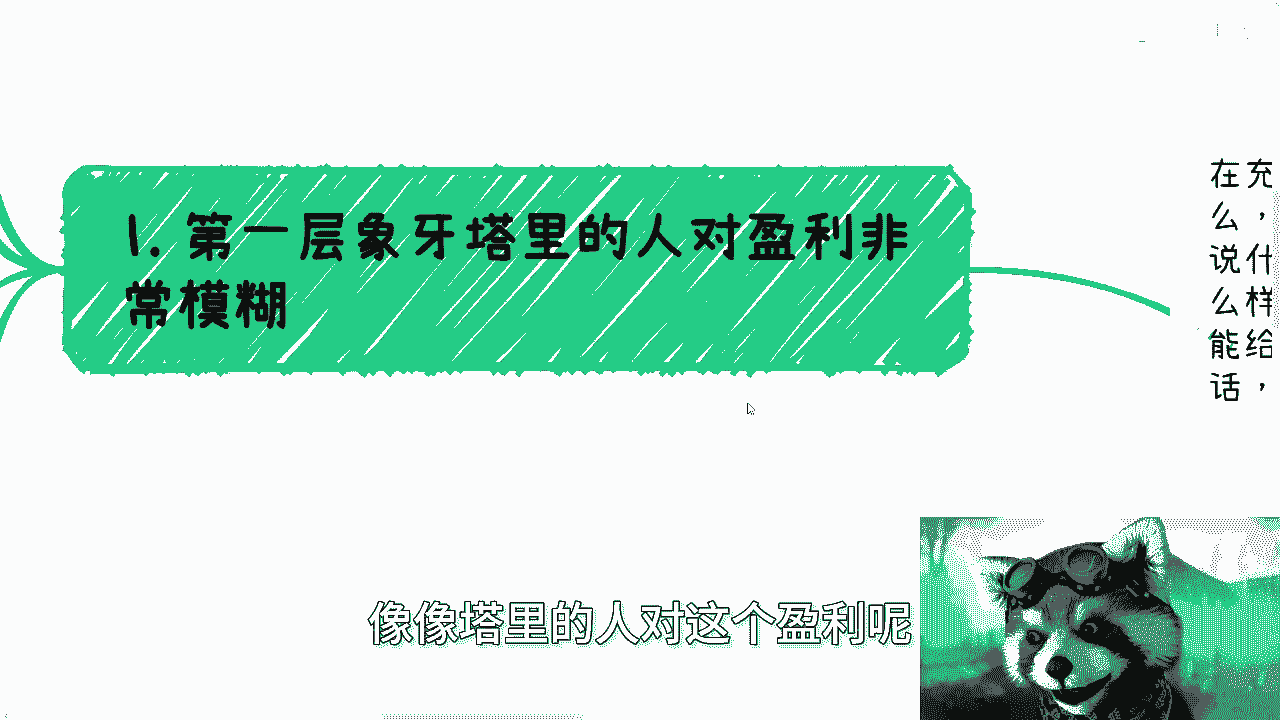 1. 第一层象牙塔里的人对盈利非
常模糊
在充
么，
说什
么样
能给
话，
像像塔里的人对这个盈利呢